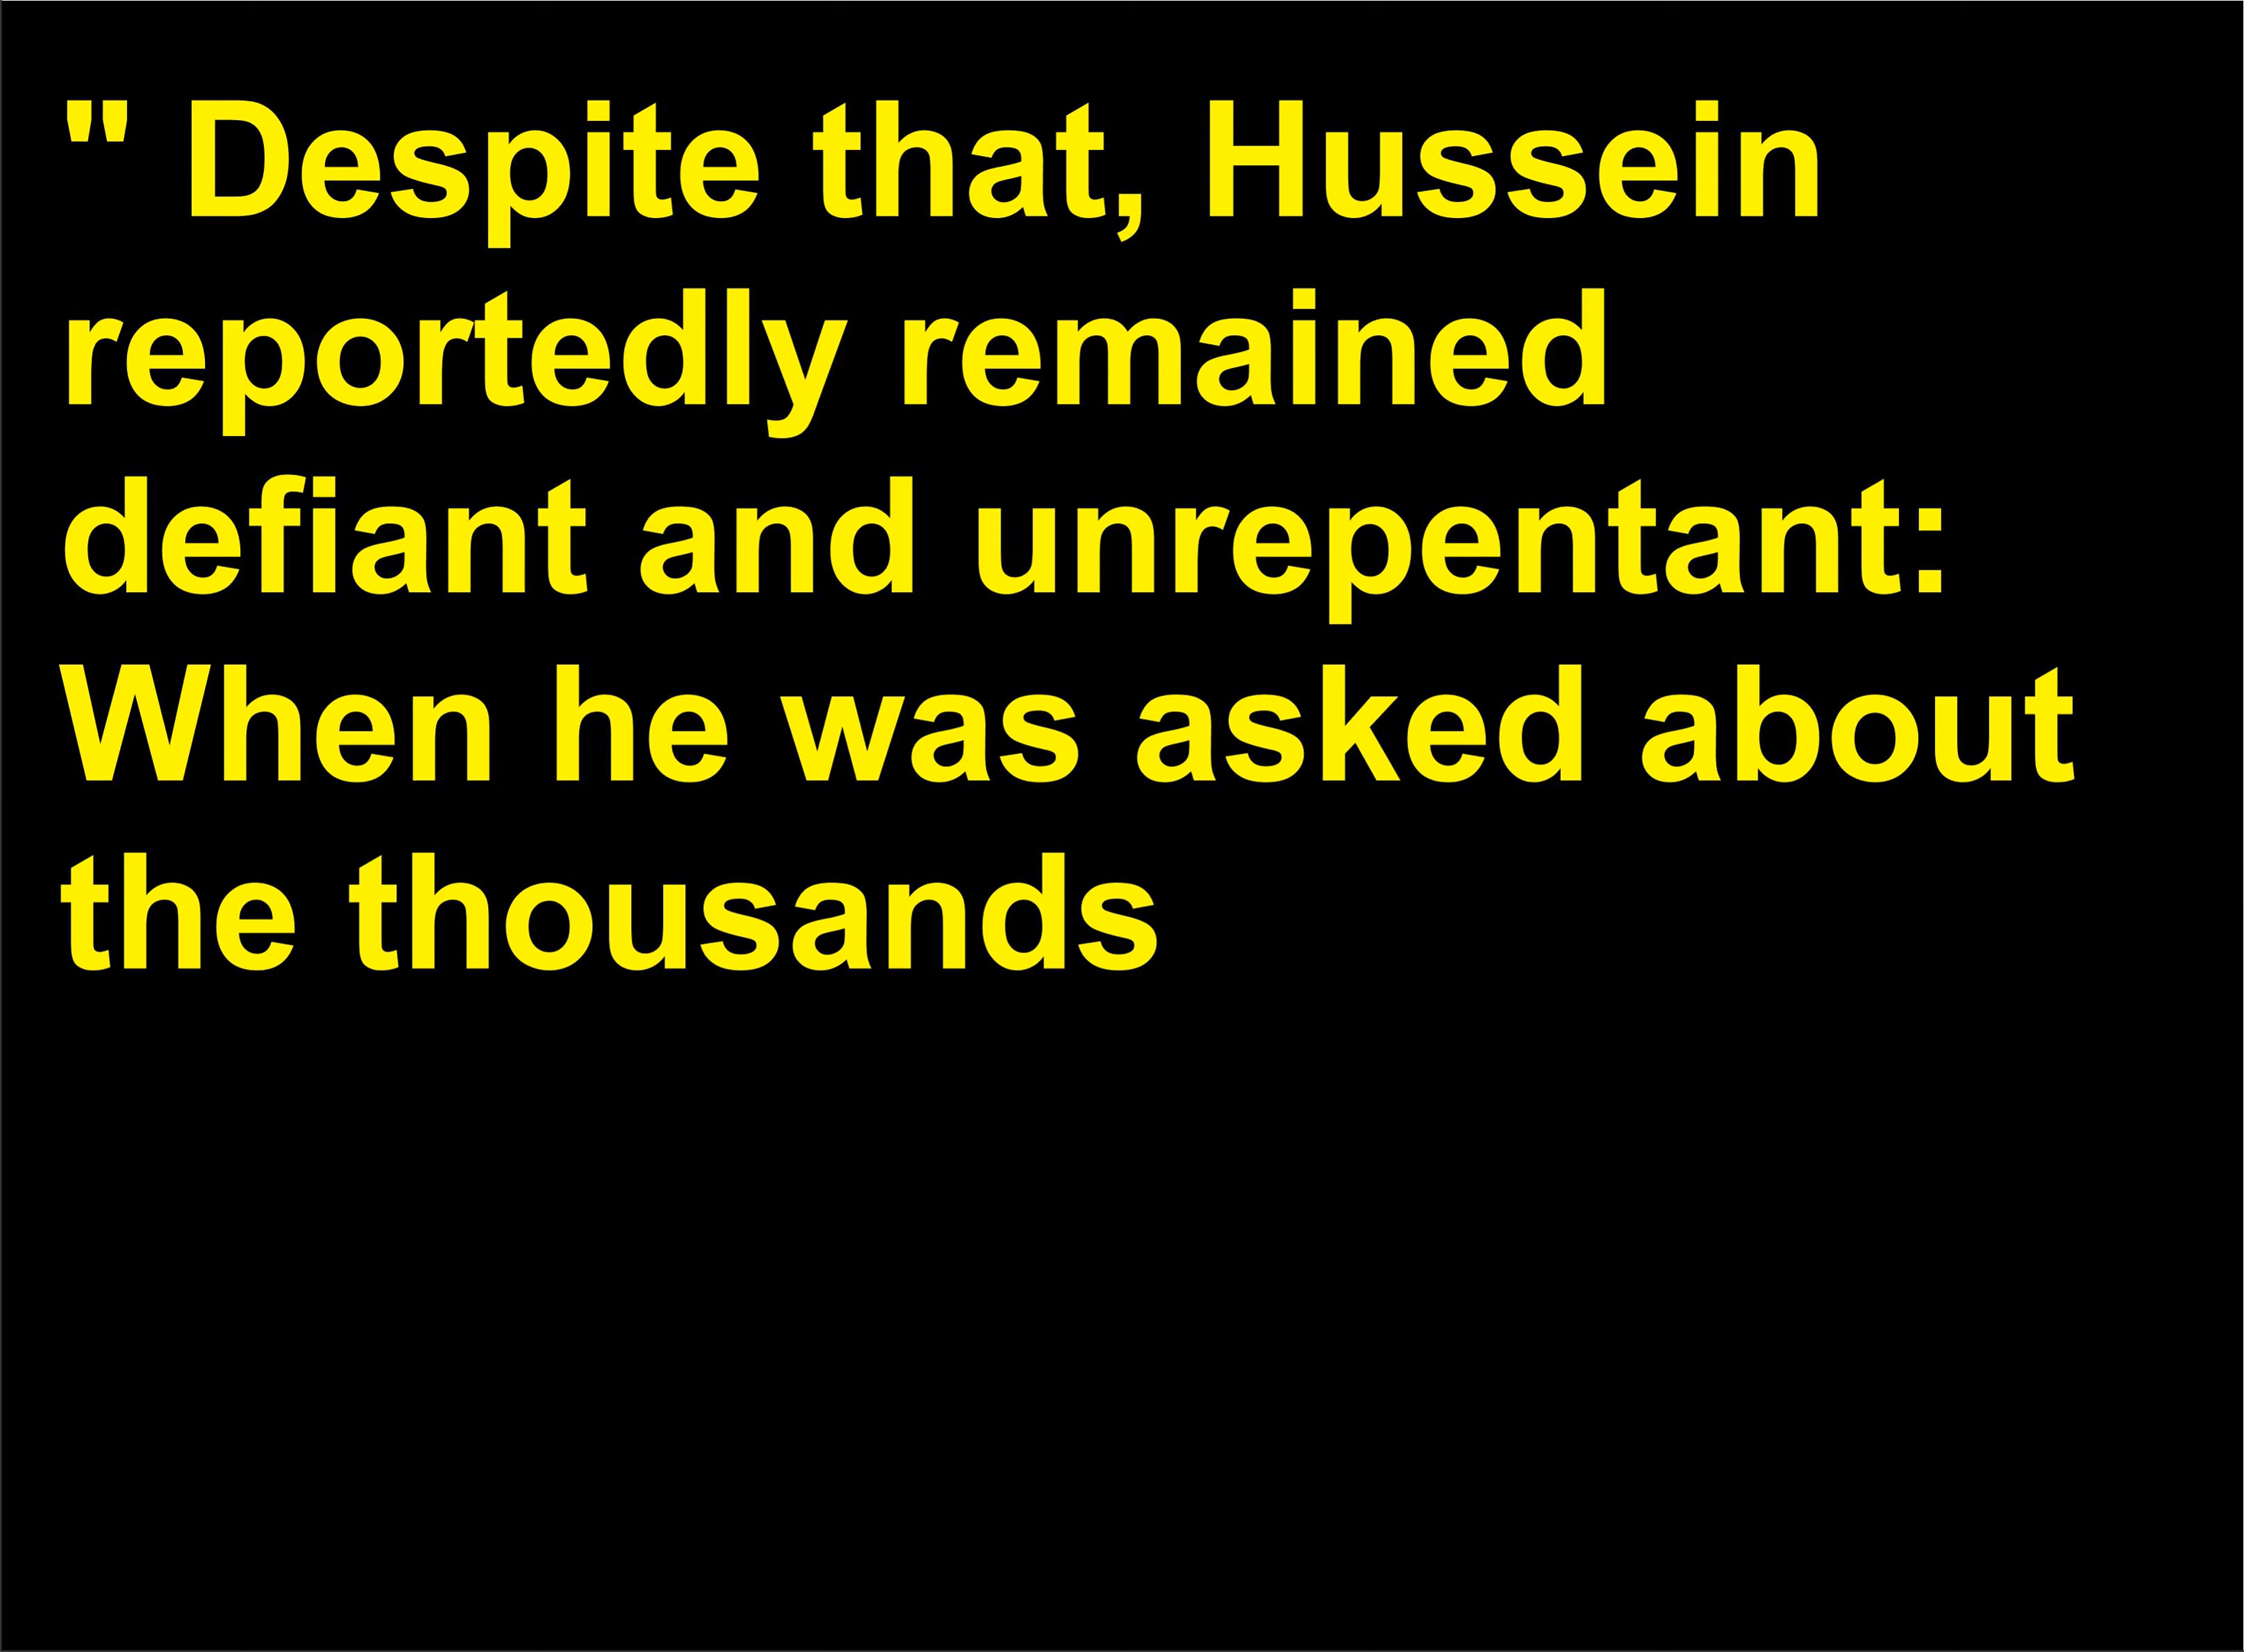 " Despite that, Hussein
reportedly remained
defiant and unrepentant:
When he was asked about
the thousands